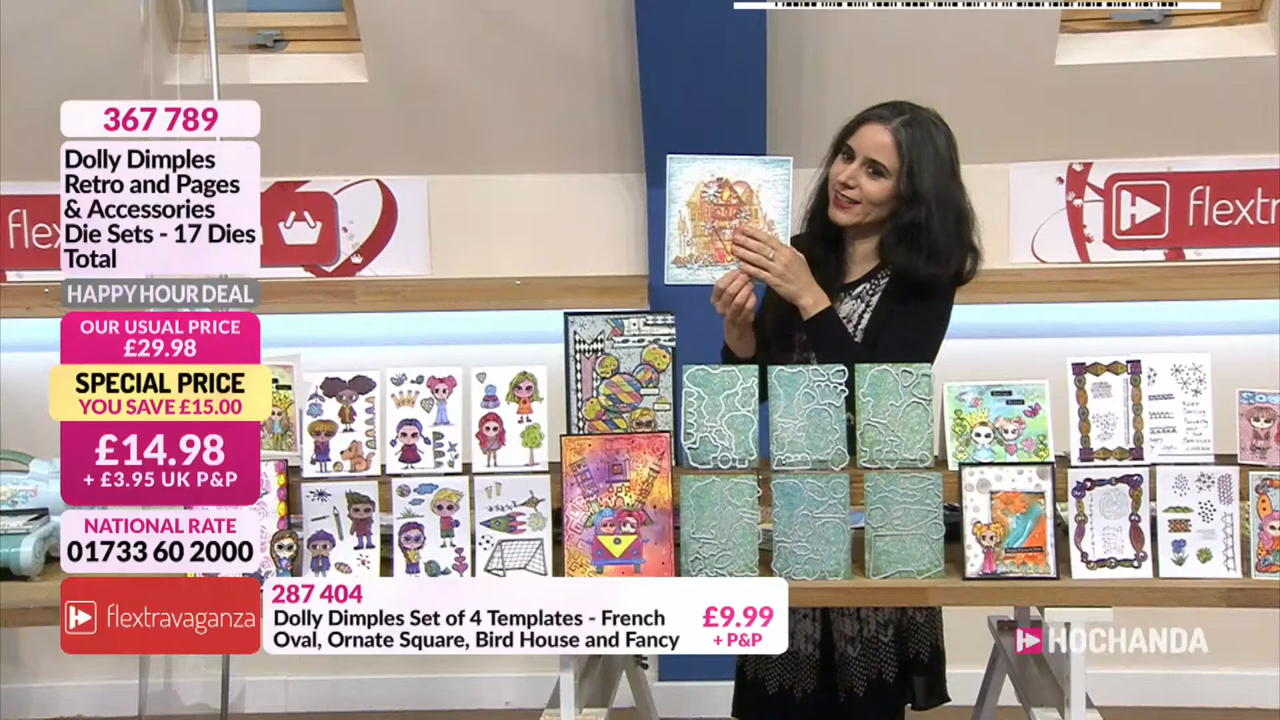 367 789
Dolly Dimples
Retro and Pages
& Accessories
Die Sets - 17 Dies
Total
HAPPY HOUR DEAL
OUR USUAL PRICE
£29.98
SPECIAL PRICE
YOU SAVE £15.00
£14.98
+ £3.95 UK P&P
NATIONAL RATE
01733 60 2000
flextravaganza
287 404
Dolly Dimples Set of 4 Templates - French
Oval, Ornate Square, Bird House and Fancy
£9.99
+ P&P
HOCHANDA
flex
flextr